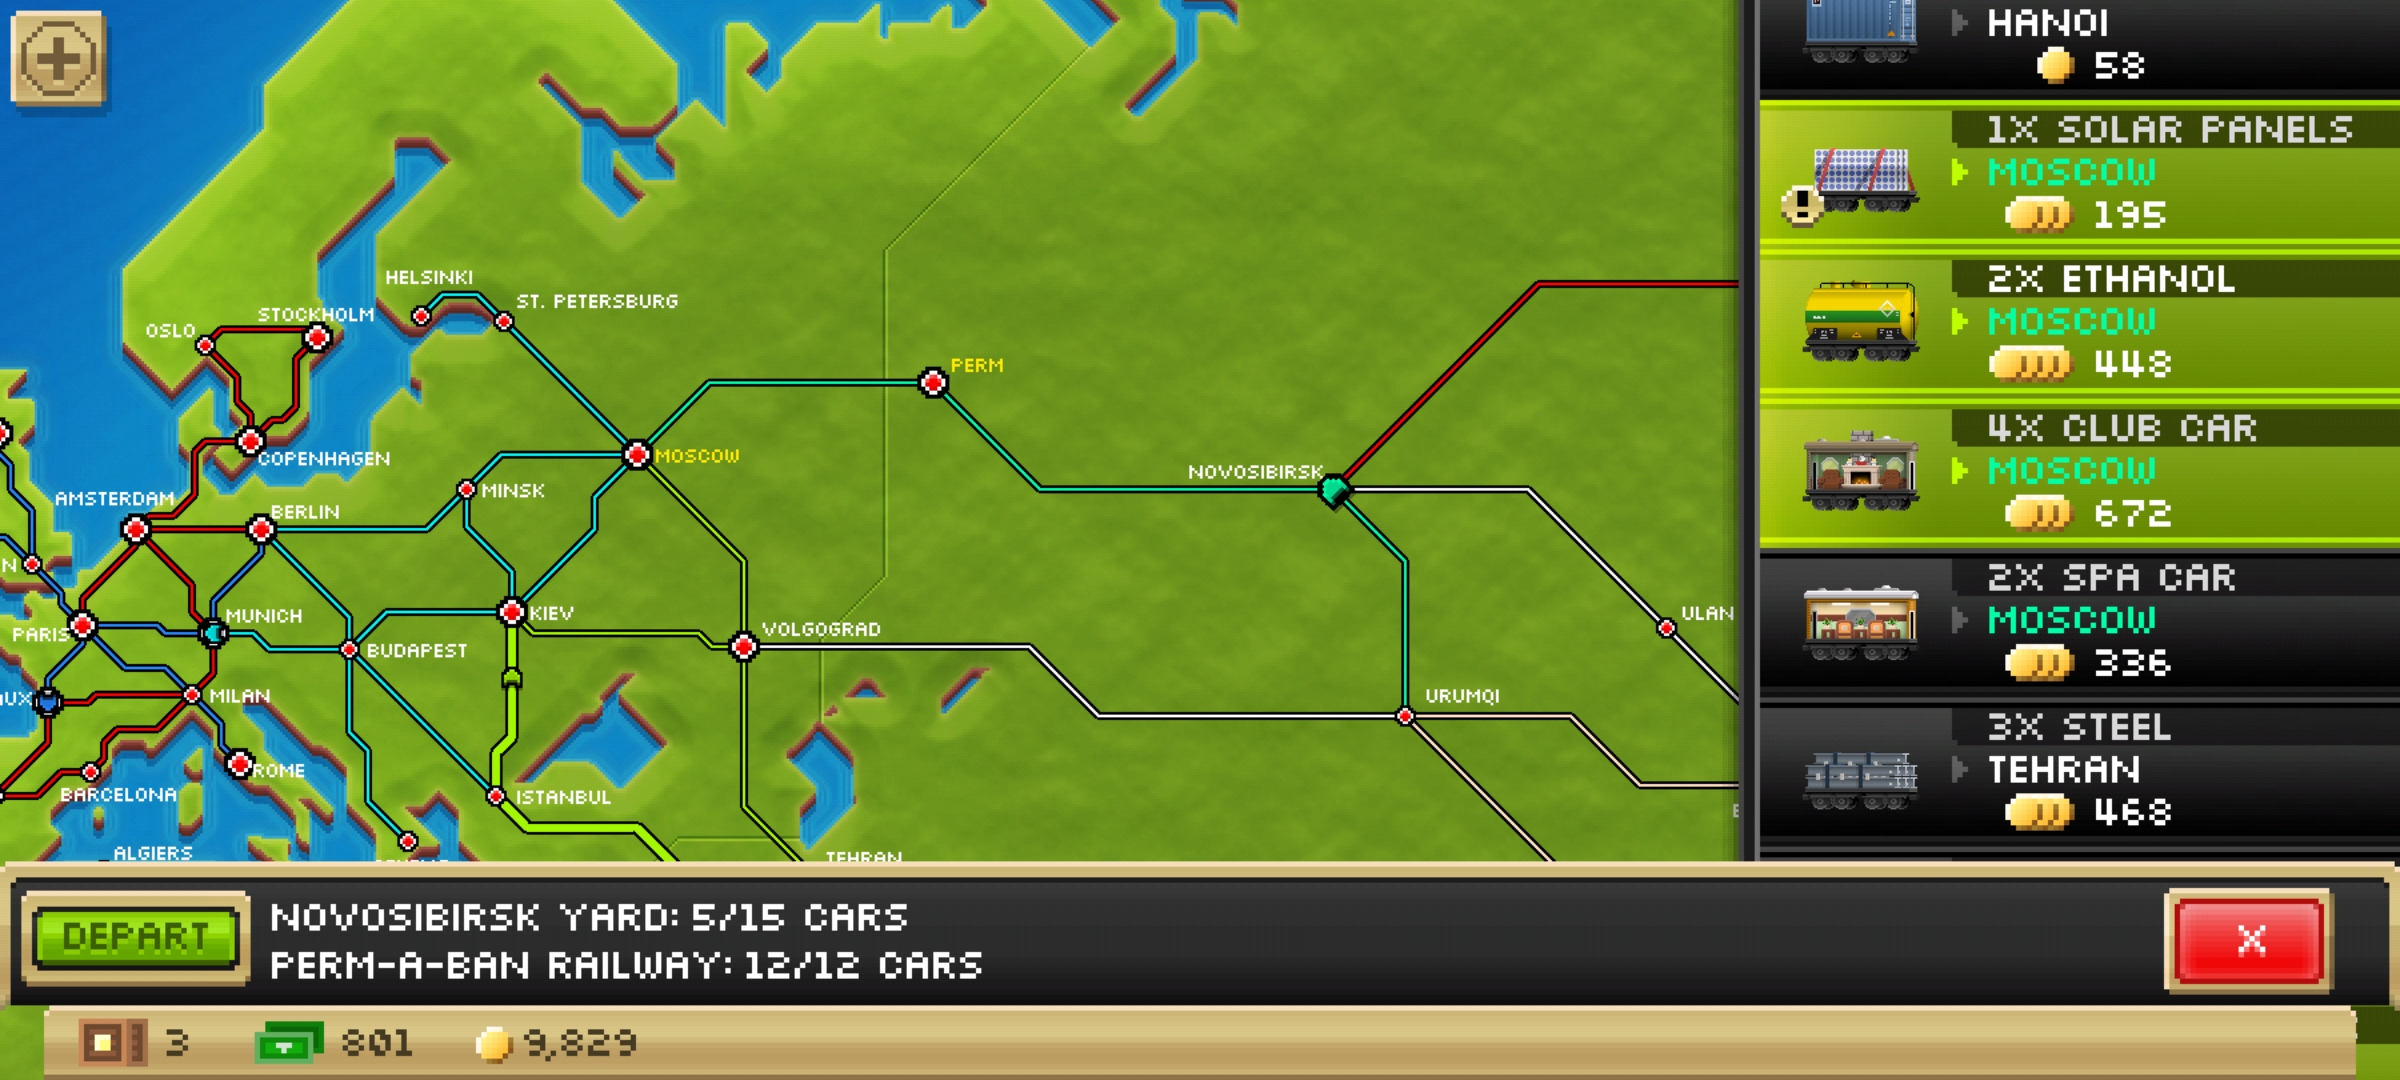 HANOI
58
1X SOLAR PANELS
MOSCOW
195
2X ETHANOL
MOSCOW
448
4X CLUB CAR
MOSCOW
672
2X SPA CAR
MOSCOW
336
3X STEEL
TEHRAN
468
HELSINKI
ST. PETERSBURG
STOCKHOLM
OSLO
PERM
MOSCOW
COPENHAGEN
NOVOSIBIRSK
MINSK
AMSTERDAM
BERLIN
MUNICH
KIEV
ULAN
PARIS
VOLGOGRAD
BUDAPEST
MILAN
URUMQI
ROME
BARCELONA
ISTANBUL
ALGIERS
TEHRAN
DEPART
NOVOSIBIRSK YARD: 5/15 CARS
PERM-A-BAN RAILWAY: 12/12 CARS
X
3
801
9,829